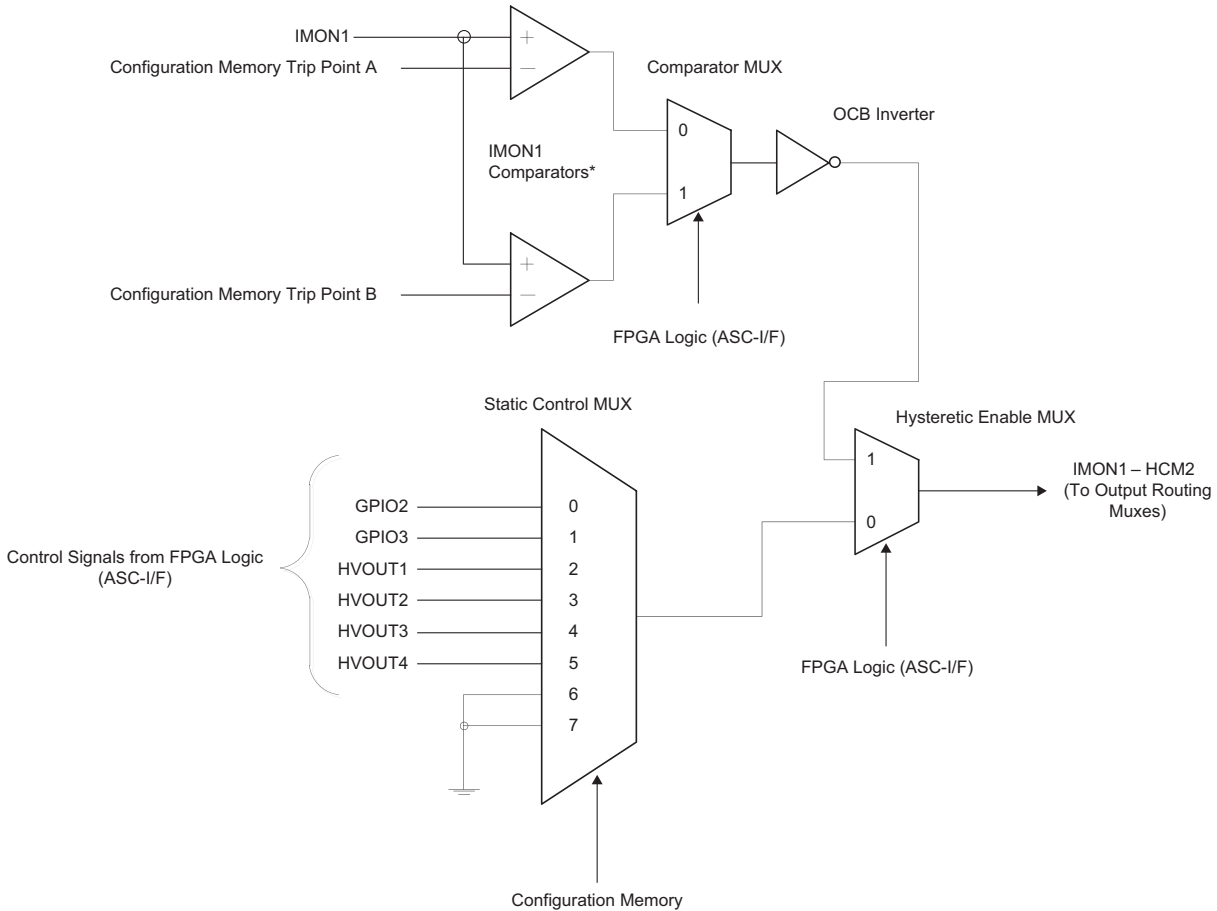 IMON1
+
Configuration Memory Trip Point A
−
Comparator MUX
OCB Inverter
0
IMON1
Comparators*
1
+
Configuration Memory Trip Point B
−
FPGA Logic (ASC-I/F)
Static Control MUX
Hysteretic Enable MUX
1
IMON1 – HCM2
(To Output Routing
Muxes)
0
GPIO2
0
GPIO3
1
Control Signals from FPGA Logic
(ASC-I/F)
HVOUT1
2
HVOUT2
3
HVOUT3
4
HVOUT4
5
6
7
FPGA Logic (ASC-I/F)
Configuration Memory